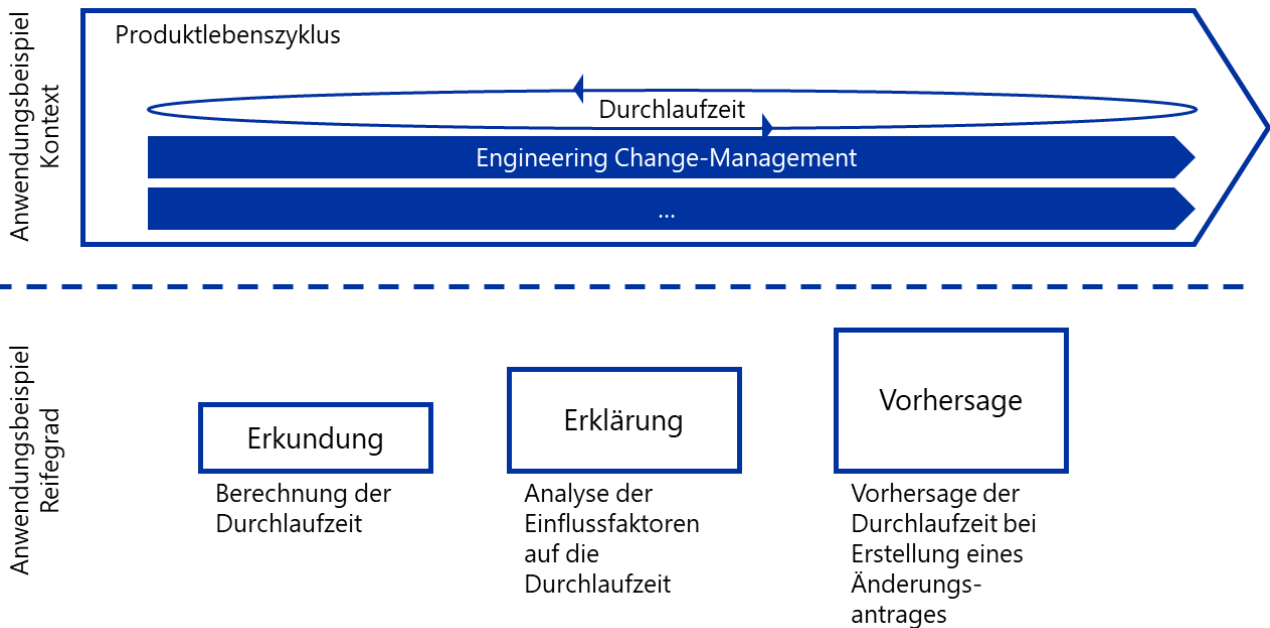 Anwendungsbeispiel
Kontext
Produktlebenszyklus
Durchlaufzeit
Engineering Change-Management
...
Anwendungsbeispiel
Reifegrad
Erkundung
Berechnung der
Durchlaufzeit
Erklärung
Analyse der
Einflussfaktoren
auf die
Durchlaufzeit
Vorhersage
Vorhersage der
Durchlaufzeit bei
Erstellung eines
Änderungs-
antrages